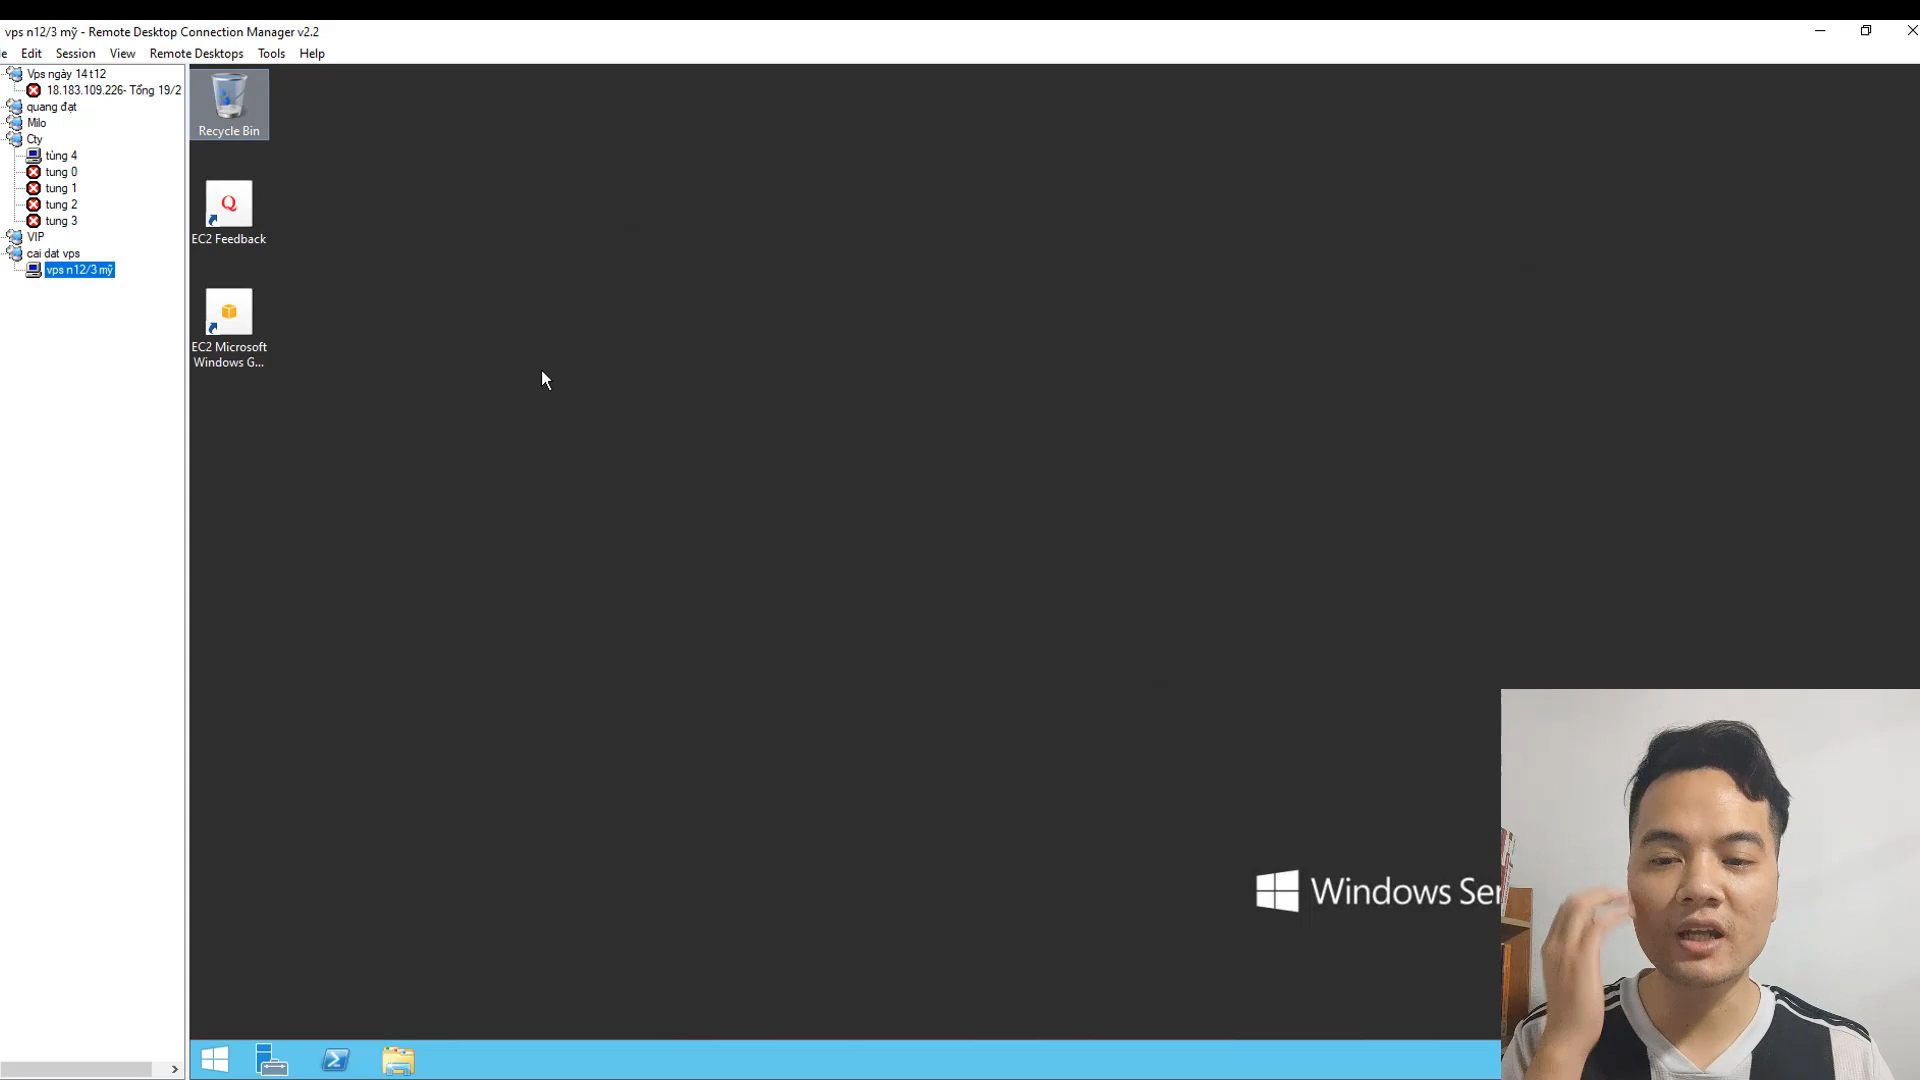 vps n12/3 mỹ - Remote Desktop Connection Manager v2.2
le Edit Session View Remote Desktops Tools Help
Vps ngày 14t12
18.183.109.226- Tổng 19/2
quang đạt
Milo
Cty
tùng 4
tung 0
tung 1
tung 2
tung 3
VIP
cai dat vps
vps n12/3 mỹ
Recycle Bin
Q
EC2 Feedback
EC2 Microsoft
Windows G...
Windows Ser